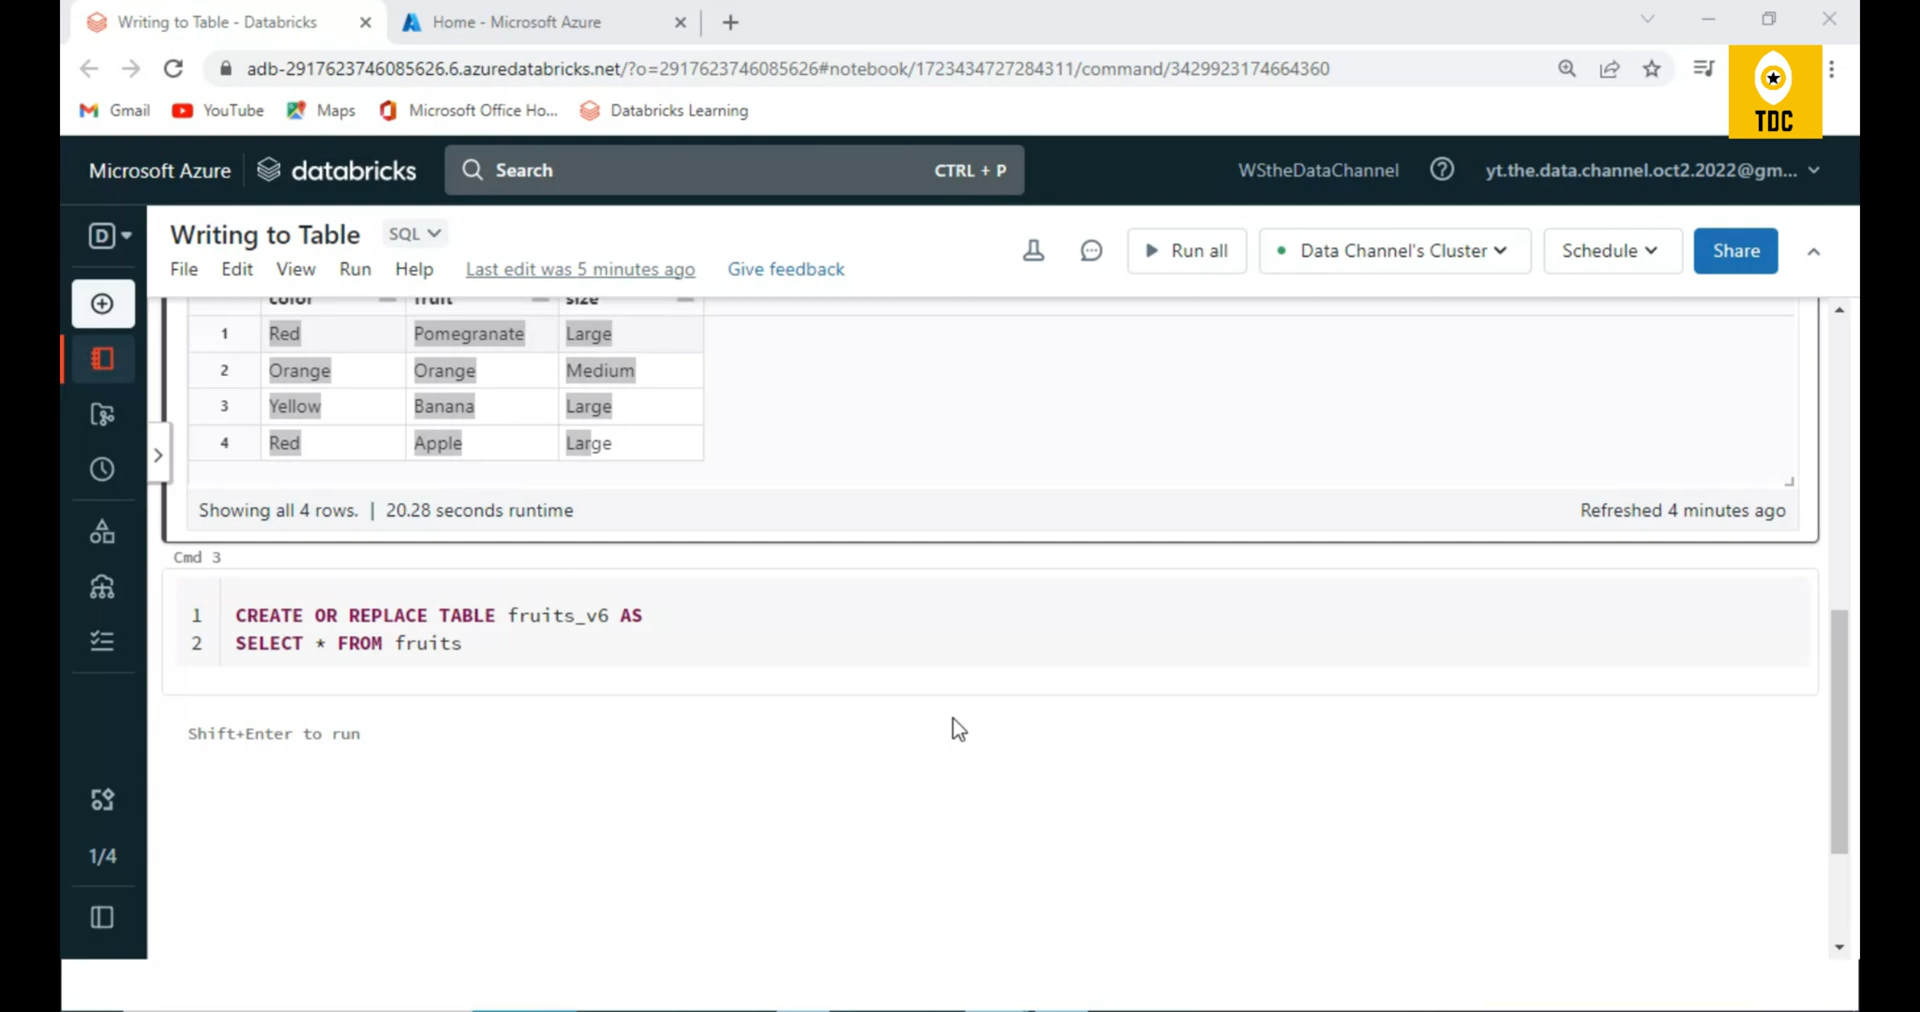 Writing to Table - Databricks
Home - Microsoft Azure
adb-2917623746085626.6.azuredatabricks.net/?o=2917623746085626#notebook/1723434727284311/command/3429923174664360
Gmail
YouTube
Maps
Microsoft Office Ho...
Databricks Learning
TDC
Microsoft Azure
databricks
Search
CTRL + P
WStheDataChannel
yt.the.data.channel.oct2.2022@gm...
D
Writing to Table
SQL
File
Edit
View
Run
Help
Last edit was 5 minutes ago
Give feedback
Run all
Data Channel's Cluster
Schedule
Share
color fruit size
1 Red Pomegranate Large
2 Orange Orange Medium
3 Yellow Banana Large
4 Red Apple Large
Showing all 4 rows. | 20.28 seconds runtime
Refreshed 4 minutes ago
Cmd 3
1 CREATE OR REPLACE TABLE fruits_v6 AS
2 SELECT * FROM fruits
Shift+Enter to run
1/4